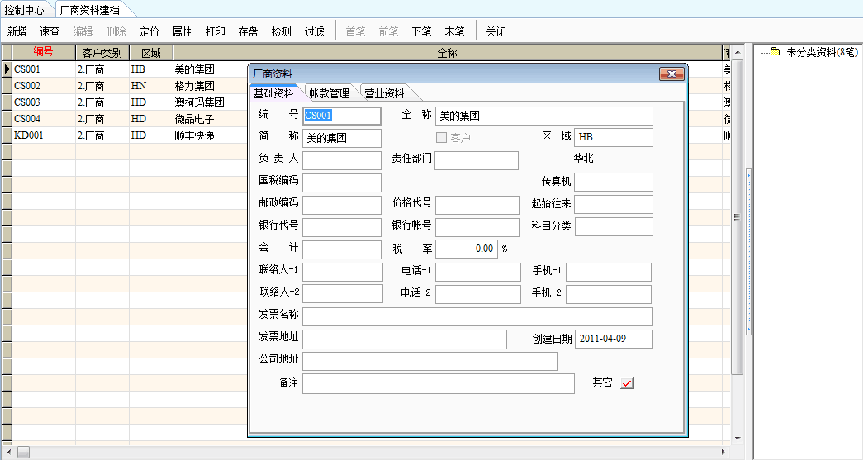 控制中心 厂商资料建档
新增 速查 编辑 删除 定价 属性 打印 存盘 检测 过滤 首笔 前笔 下笔 末笔 关闭
编号 客户类别 区域 全称
CS001 2.厂商 HB 美的集团
CS002 2.厂商 HN 格力集团
CS003 2.厂商 HD 澳柯玛集团
CS004 2.厂商 HD 微品电子
KD001 2.厂商 HD 顺丰快递
未分类资料(8笔)
厂商资料
基础资料 帐款管理 营业资料
编 号 CS001 全 称 美的集团
简 称 美的集团 客户 区 域 HB
负 责 人 责任部门 华北
国税编码 传真机
邮政编码 价格代号 起始往来
银行代号 银行帐号 科目分类
会 计 税 率 0.00 %
联络人-1 电话-1 手机-1
联络人-2 电话-2 手机-2
发票名称
发票地址 创建日期 2011-04-09
公司地址
备注 其它